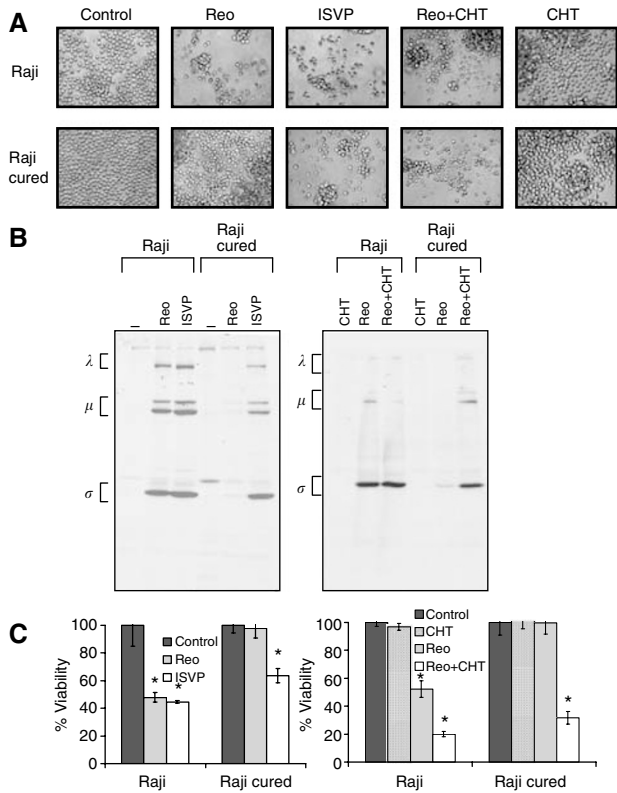 A
Control Reo ISVP Reo+CHT CHT
Raji
Raji
cured
B
Raji
Raji
cured
Raji
Raji
cured
I Reo ISVP I Reo ISVP
CHT Reo Reo+CHT CHT Reo Reo+CHT
λ
μ
σ
λ
μ
σ
C
% Viability
100
80
60
40
20
0
Control
Reo
ISVP
* * *
Raji Raji cured
% Viability
100
80
60
40
20
0
Control
CHT
Reo
Reo+CHT
* * *
Raji Raji cured